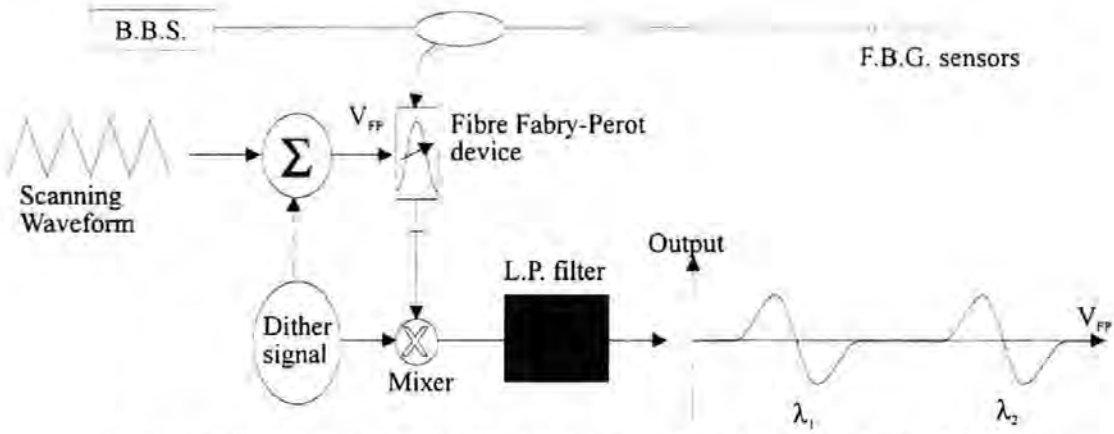 B.B.S.
F.B.G. sensors
V_FP
Fibre Fabry-Perot
device
Σ
Scanning
Waveform
Output
L.P. filter
Dither
signal
X
Mixer
V_FP
λ₁
λ₂